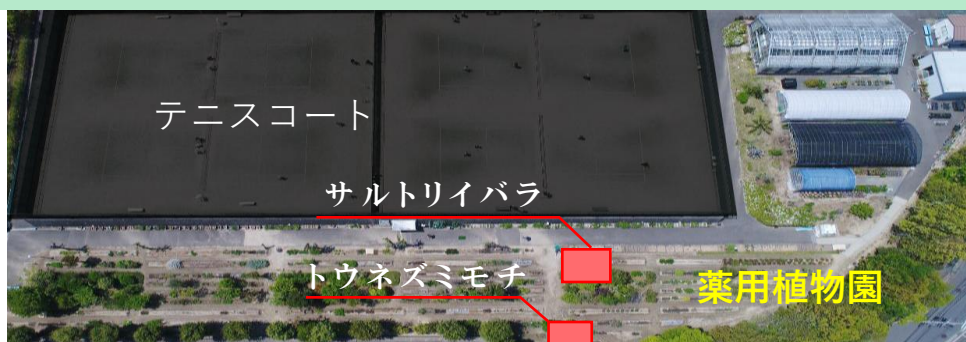 テニスコート
サルトリイバラ
トウネズミモチ
薬用植物園